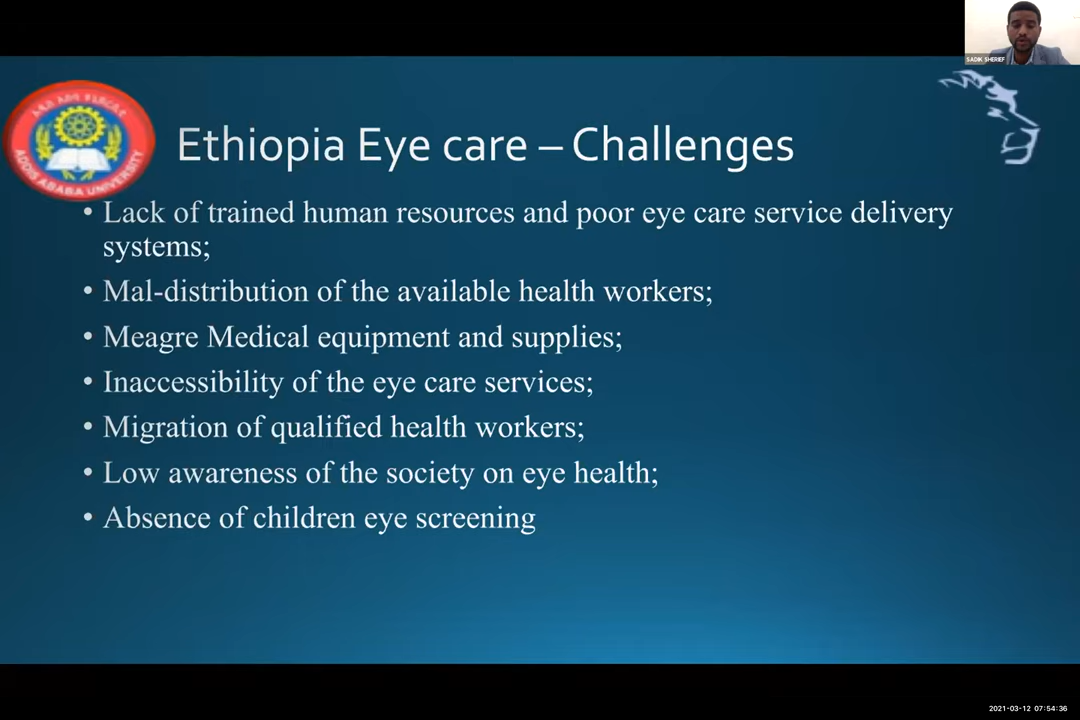 SADIK SHERIEF
ADDIS ABABA UNIVERSITY
Ethiopia Eye care – Challenges
• Lack of trained human resources and poor eye care service delivery
systems;
• Mal-distribution of the available health workers;
• Meagre Medical equipment and supplies;
• Inaccessibility of the eye care services;
• Migration of qualified health workers;
• Low awareness of the society on eye health;
• Absence of children eye screening
2021-03-12 07:54:36